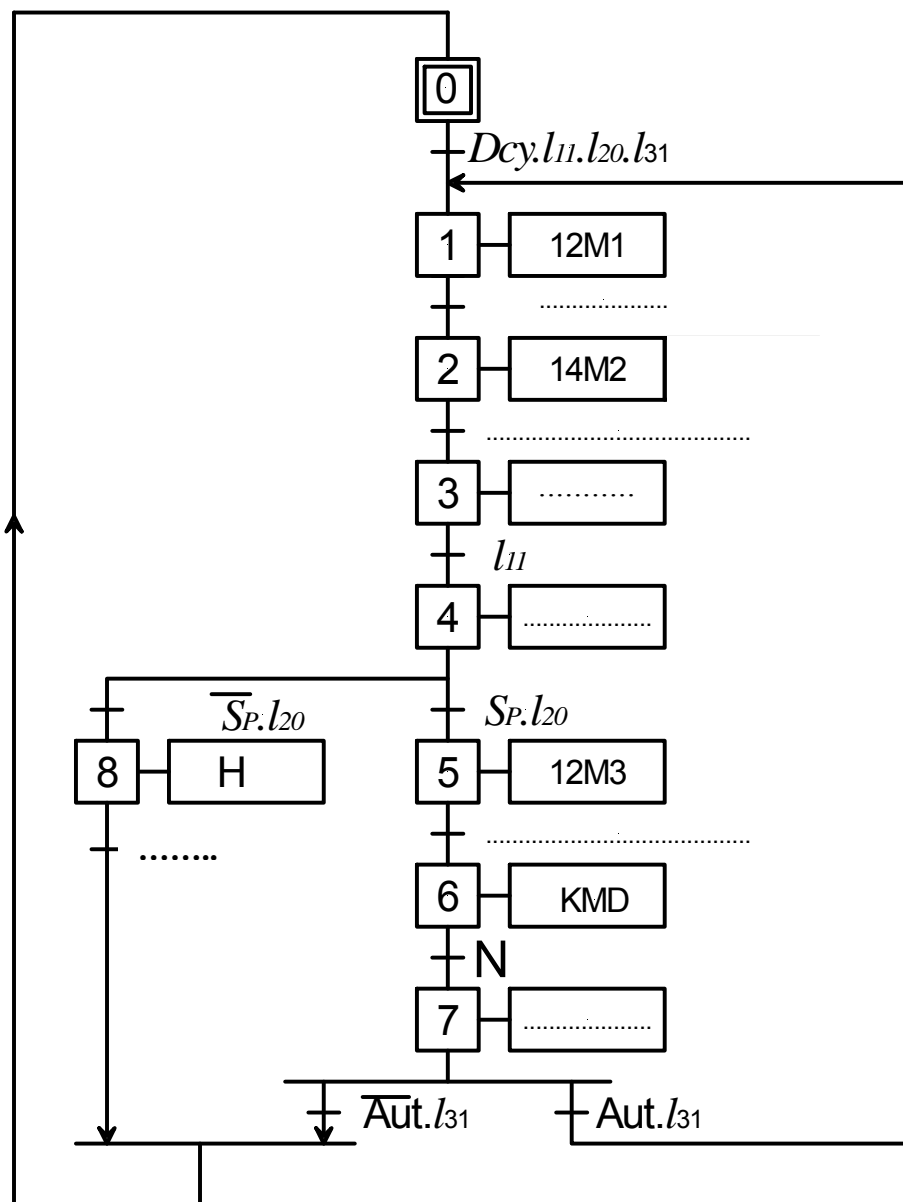 0
Dcy.l11.l20.l31
1 12M1
....................
2 14M2
.........................................
3 ...........
l11
4 ....................
S̅P.l20 SP.l20
8 H 5 12M3
........ .........................................
6 KMD
N
7 ....................
A̅u̅t.l31 Aut.l31